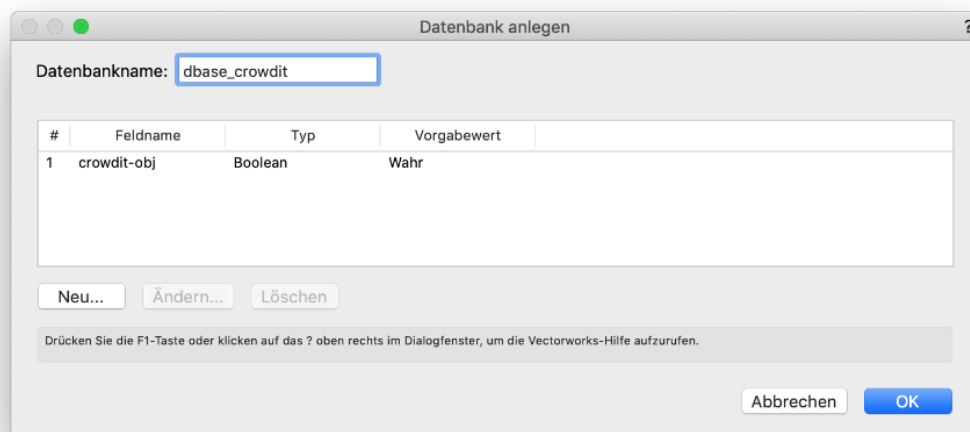 Datenbank anlegen
?
Datenbankname: dbase_crowdit
# Feldname Typ Vorgabewert
1 crowdit-obj Boolean Wahr
Neu... Ändern... Löschen
Drücken Sie die F1-Taste oder klicken auf das ? oben rechts im Dialogfenster, um die Vectorworks-Hilfe aufzurufen.
Abbrechen OK